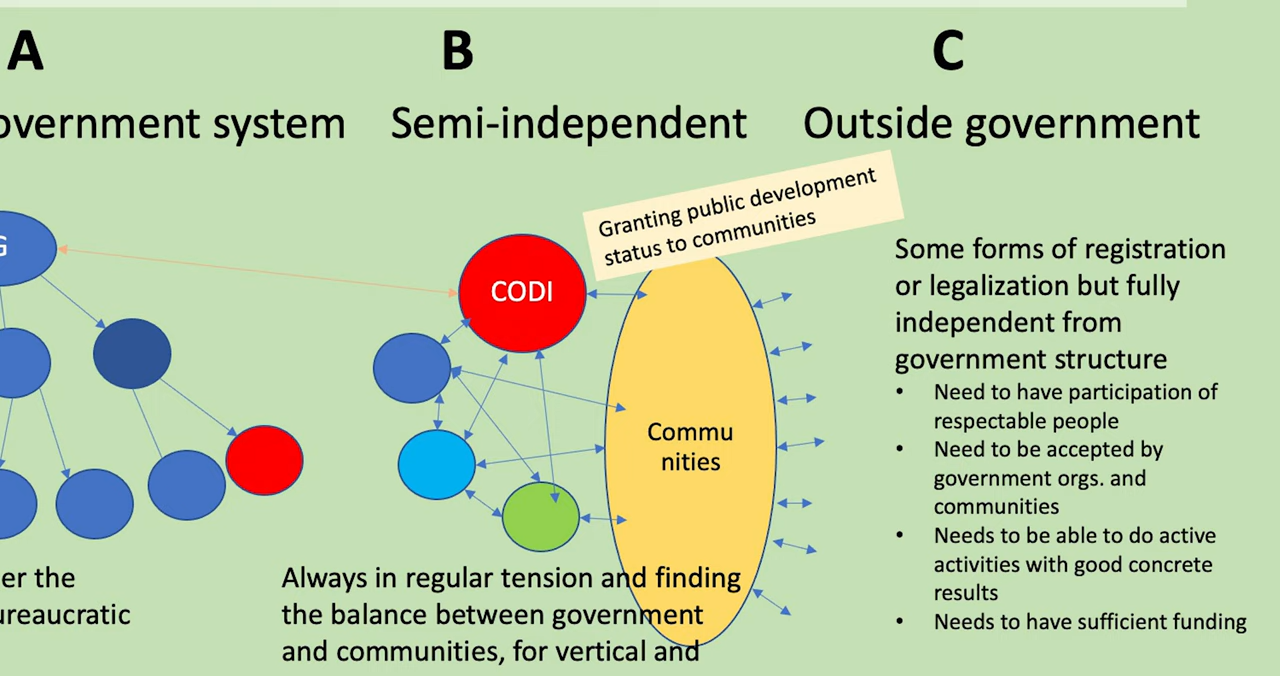 A
B
C
overnment system
Semi-independent
Outside government
Granting public development
status to communities
G
CODI
Commu
nities
Some forms of registration
or legalization but fully
independent from
government structure
• Need to have participation of
respectable people
• Need to be accepted by
government orgs. and
communities
• Needs to be able to do active
activities with good concrete
results
• Needs to have sufficient funding
er the
ureaucratic
Always in regular tension and finding
the balance between government
and communities, for vertical and